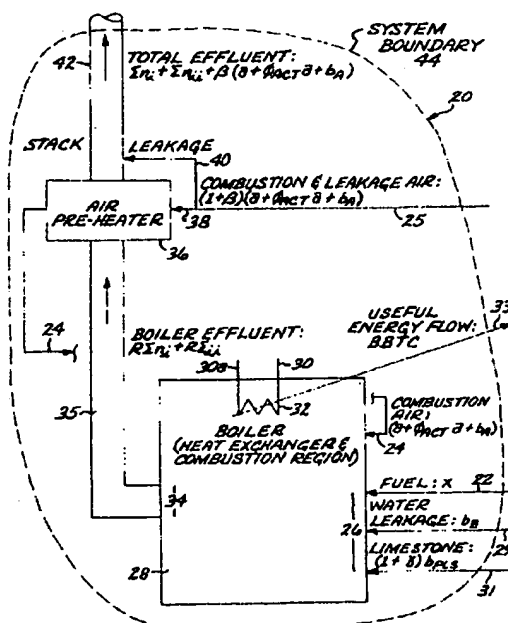 SYSTEM
BOUNDARY
44
42
TOTAL EFFLUENT:
Σni + Σnii + β(a + φACT a + bA)
20
STACK
LEAKAGE
40
COMBUSTION & LEAKAGE AIR:
(1+β)(a + φACT a + bA)
AIR
PRE-HEATER
38
25
36
24
USEFUL
ENERGY FLOW:
BBTC
33
BOILER EFFLUENT:
RΣni + RΣii
30a
30
32
35
BOILER
(HEAT EXCHANGER &
COMBUSTION REGION)
COMBUSTION
AIR:
(a + φACT a + bA)
24
FUEL: x
22
34
WATER
26
LEAKAGE: bB
29
LIMESTONE:
(1 + γ) bPLS
28
31